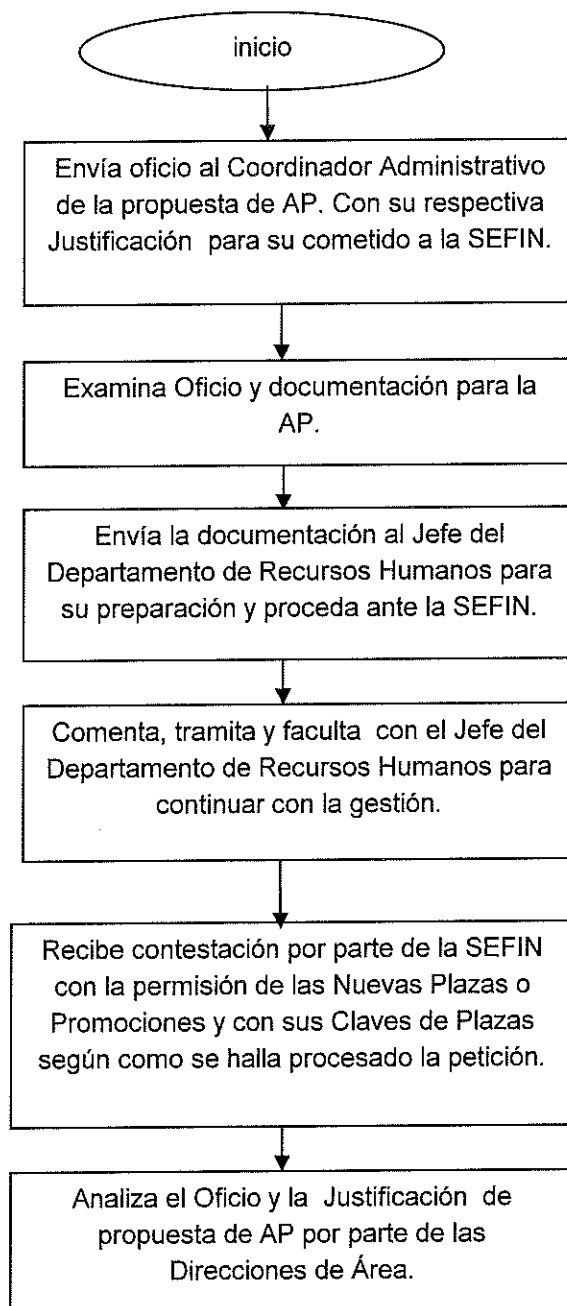 inicio
Envía oficio al Coordinador Administrativo
de la propuesta de AP. Con su respectiva
Justificación para su cometido a la SEFIN.
Examina Oficio y documentación para la
AP.
Envía la documentación al Jefe del
Departamento de Recursos Humanos para
su preparación y proceda ante la SEFIN.
Comenta, tramita y faculta con el Jefe del
Departamento de Recursos Humanos para
continuar con la gestión.
Recibe contestación por parte de la SEFIN
con la permisión de las Nuevas Plazas o
Promociones y con sus Claves de Plazas
según como se halla procesado la petición.
Analiza el Oficio y la Justificación de
propuesta de AP por parte de las
Direcciones de Área.